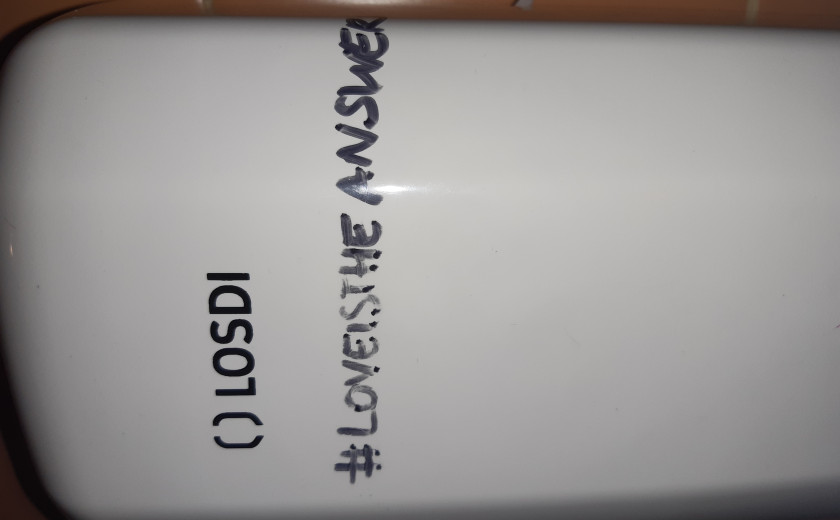 () LOSDI
#LOVEISTHE ANSWER